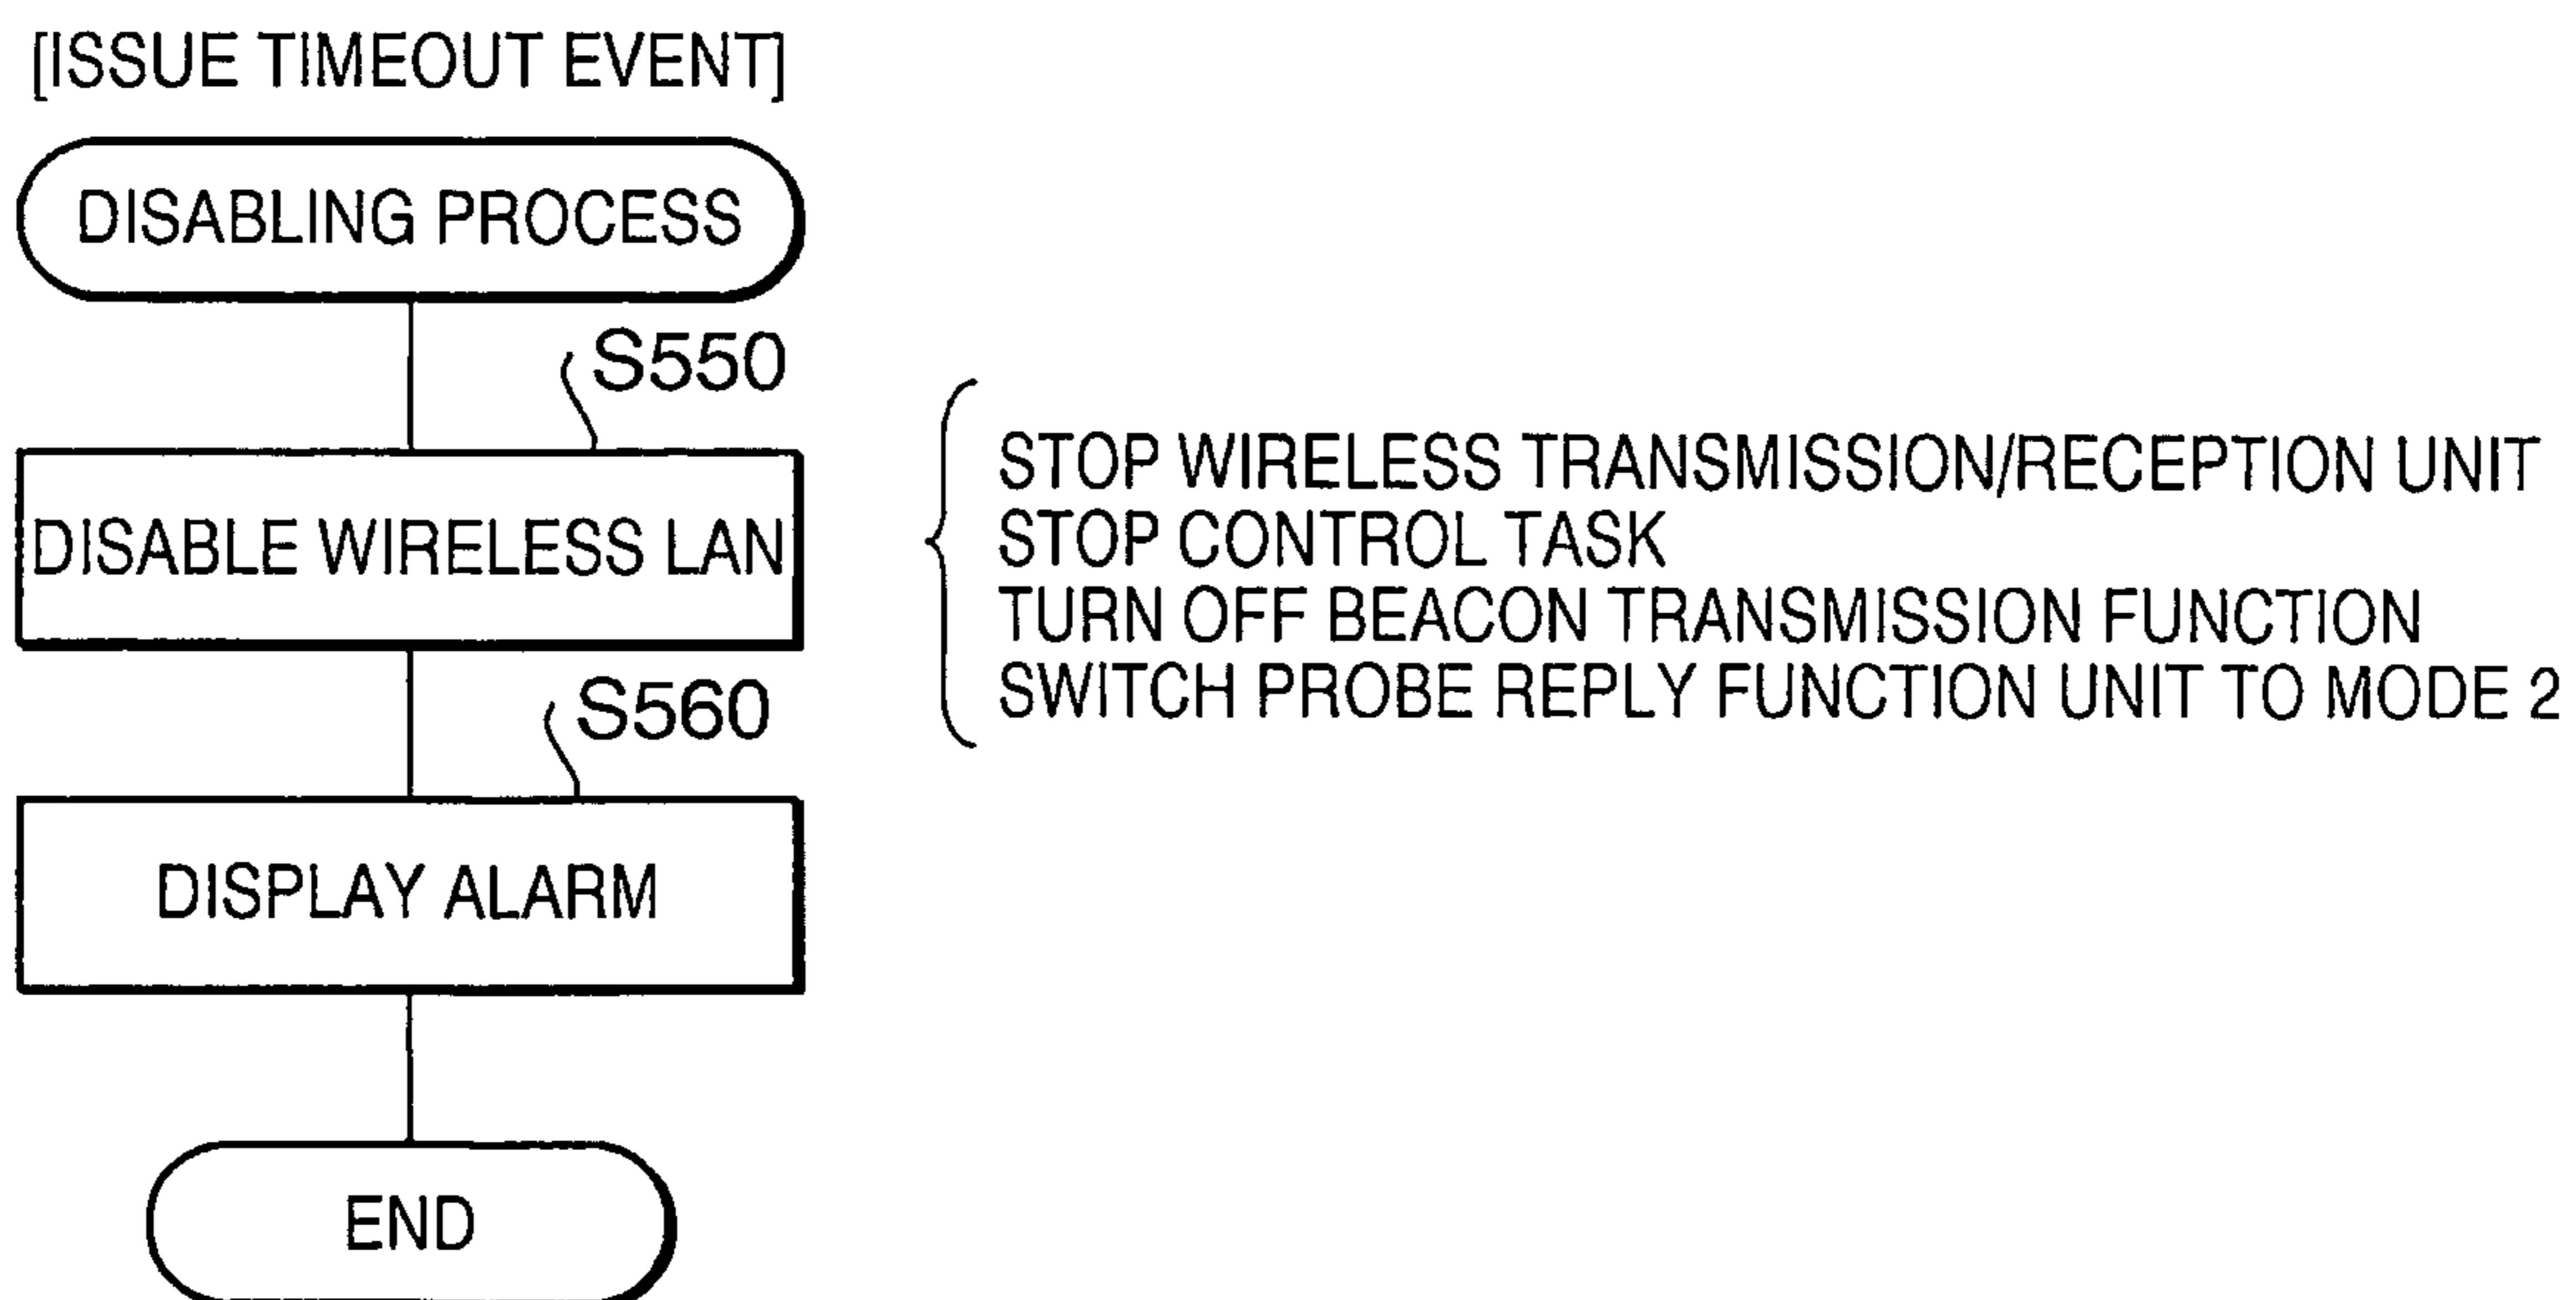 [ISSUE TIMEOUT EVENT]
DISABLING PROCESS
S550
DISABLE WIRELESS LAN
STOP WIRELESS TRANSMISSION/RECEPTION UNIT
STOP CONTROL TASK
TURN OFF BEACON TRANSMISSION FUNCTION
SWITCH PROBE REPLY FUNCTION UNIT TO MODE 2
S560
DISPLAY ALARM
END